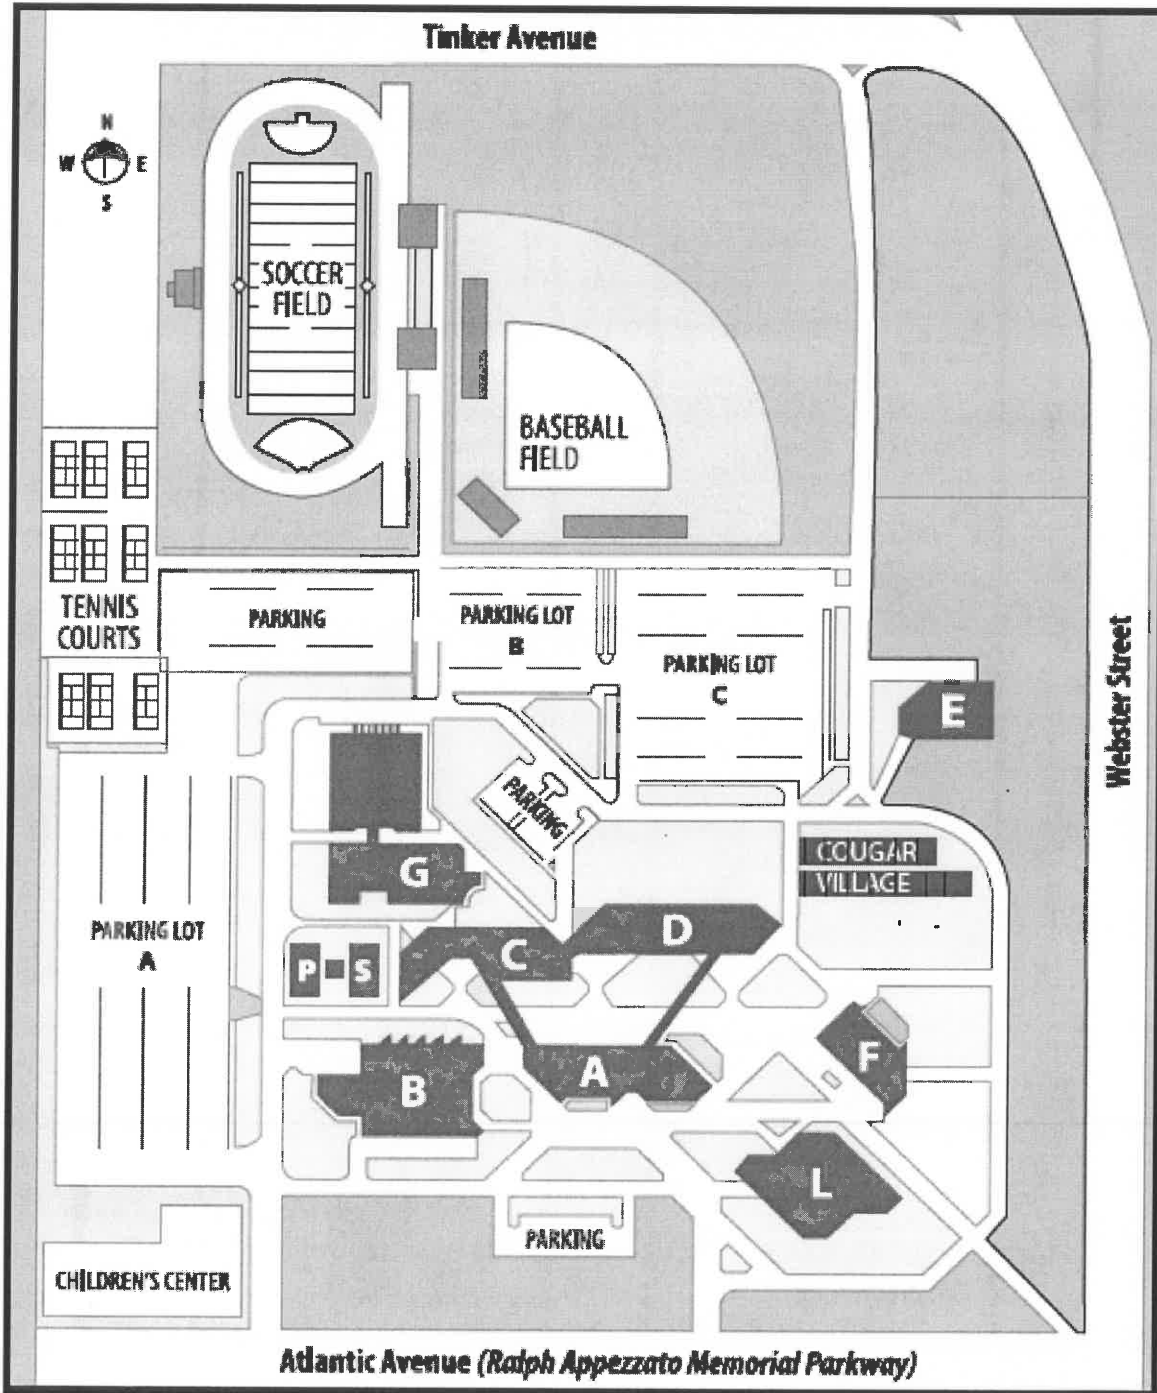 Tinker Avenue
N
W E
S
SOCCER
FIELD
BASEBALL
FIELD
TENNIS
COURTS
PARKING
PARKING LOT
B
PARKING LOT
C
E
Webster Street
PARKING
COUGAR
VILLAGE
G
PARKING LOT
A
D
C
P S
F
A
B
L
PARKING
CHILDREN'S CENTER
Atlantic Avenue (Ralph Appezzato Memorial Parkway)